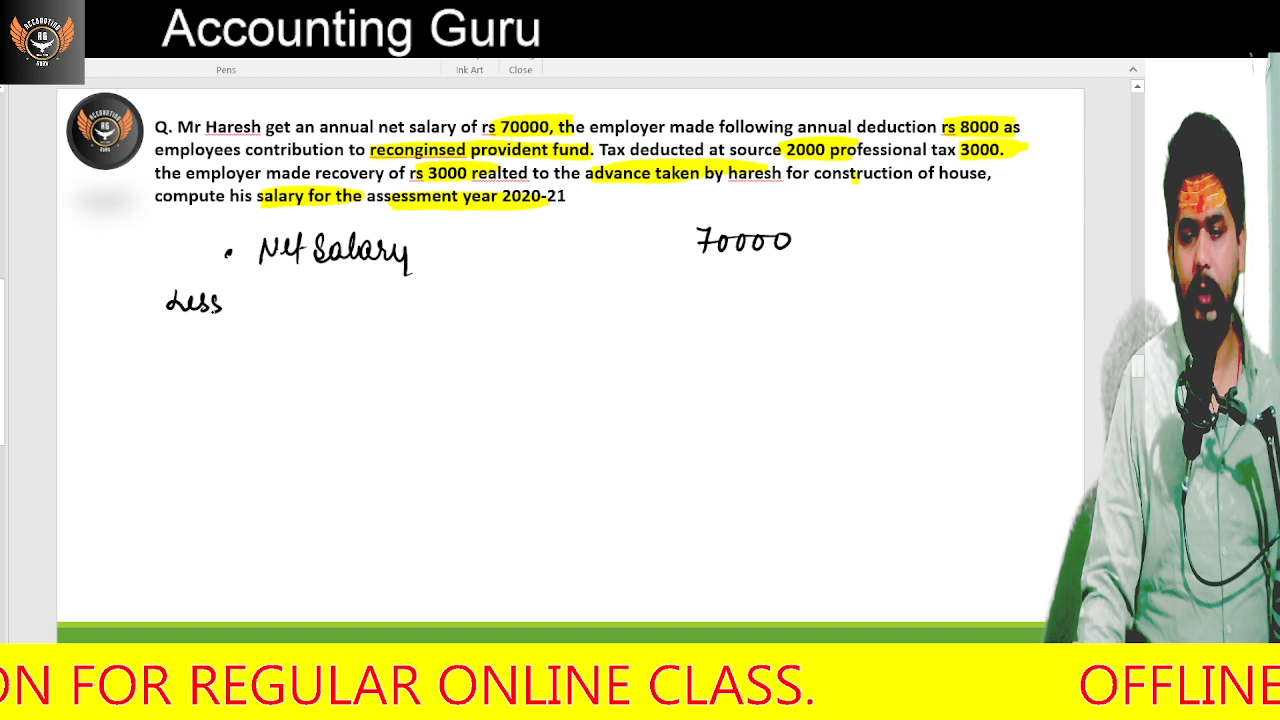 Accounting Guru
ACCOUNTING
AG
GURU
Pens
Ink Art
Close
Q. Mr Haresh get an annual net salary of rs 70000, the employer made following annual deduction rs 8000 as
employees contribution to reconginsed provident fund. Tax deducted at source 2000 professional tax 3000.
the employer made recovery of rs 3000 realted to the advance taken by haresh for construction of house,
compute his salary for the assessment year 2020-21
Net Salary 70000
Less
ON FOR REGULAR ONLINE CLASS. OFFLINE